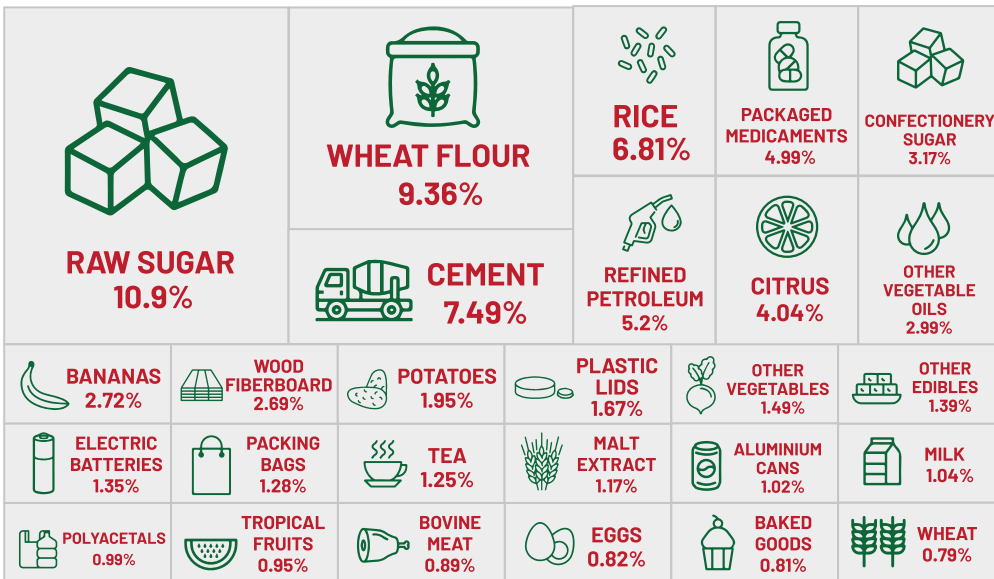 RAW SUGAR
10.9%
WHEAT FLOUR
9.36%
CEMENT
7.49%
RICE
6.81%
PACKAGED
MEDICAMENTS
4.99%
CONFECTIONERY
SUGAR
3.17%
REFINED
PETROLEUM
5.2%
CITRUS
4.04%
OTHER
VEGETABLE
OILS
2.99%
BANANAS
2.72%
WOOD
FIBERBOARD
2.69%
POTATOES
1.95%
PLASTIC
LIDS
1.67%
OTHER
VEGETABLES
1.49%
OTHER
EDIBLES
1.39%
ELECTRIC
BATTERIES
1.35%
PACKING
BAGS
1.28%
TEA
1.25%
MALT
EXTRACT
1.17%
ALUMINIUM
CANS
1.02%
MILK
1.04%
POLYACETALS
0.99%
TROPICAL
FRUITS
0.95%
BOVINE
MEAT
0.89%
EGGS
0.82%
BAKED
GOODS
0.81%
WHEAT
0.79%